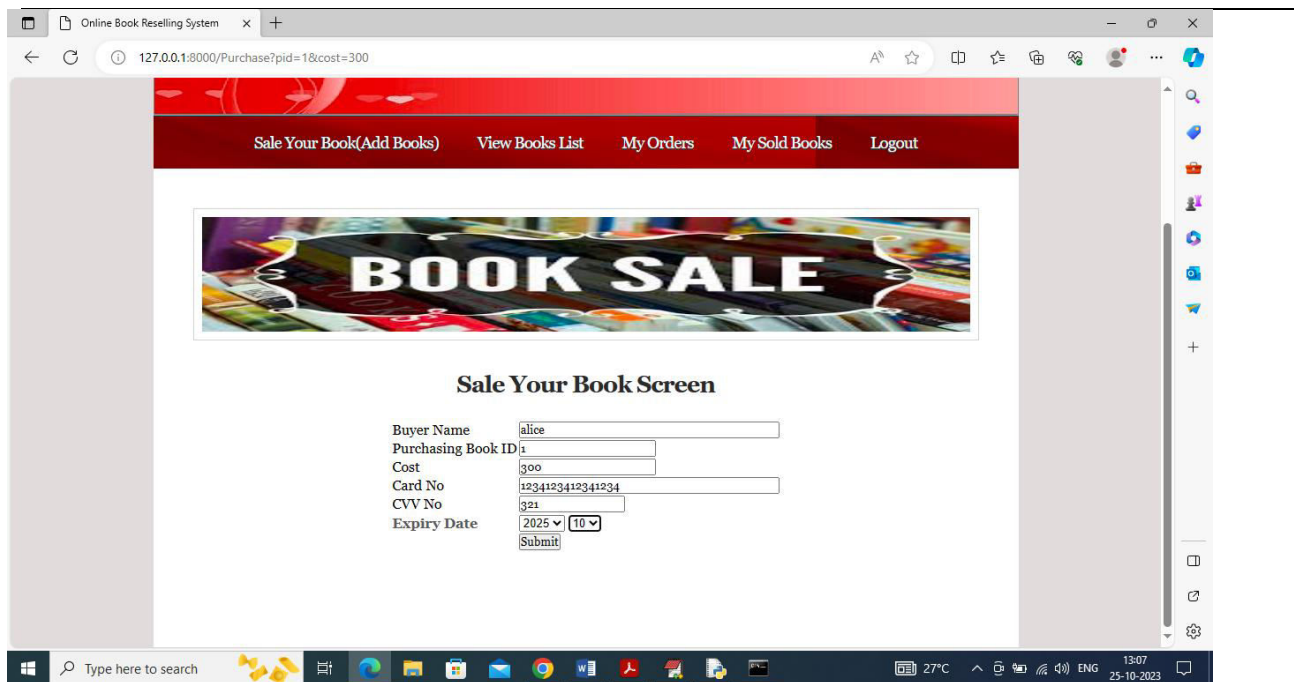 Online Book Reselling System
127.0.0.1:8000/Purchase?pid=1&cost=300
Sale Your Book(Add Books) View Books List My Orders My Sold Books Logout
BOOK SALE
Sale Your Book Screen
Buyer Name alice
Purchasing Book ID 1
Cost 300
Card No 1234123412341234
CVV No 321
Expiry Date 2025 10
Submit
Type here to search 27°C ENG 13:07
25-10-2023